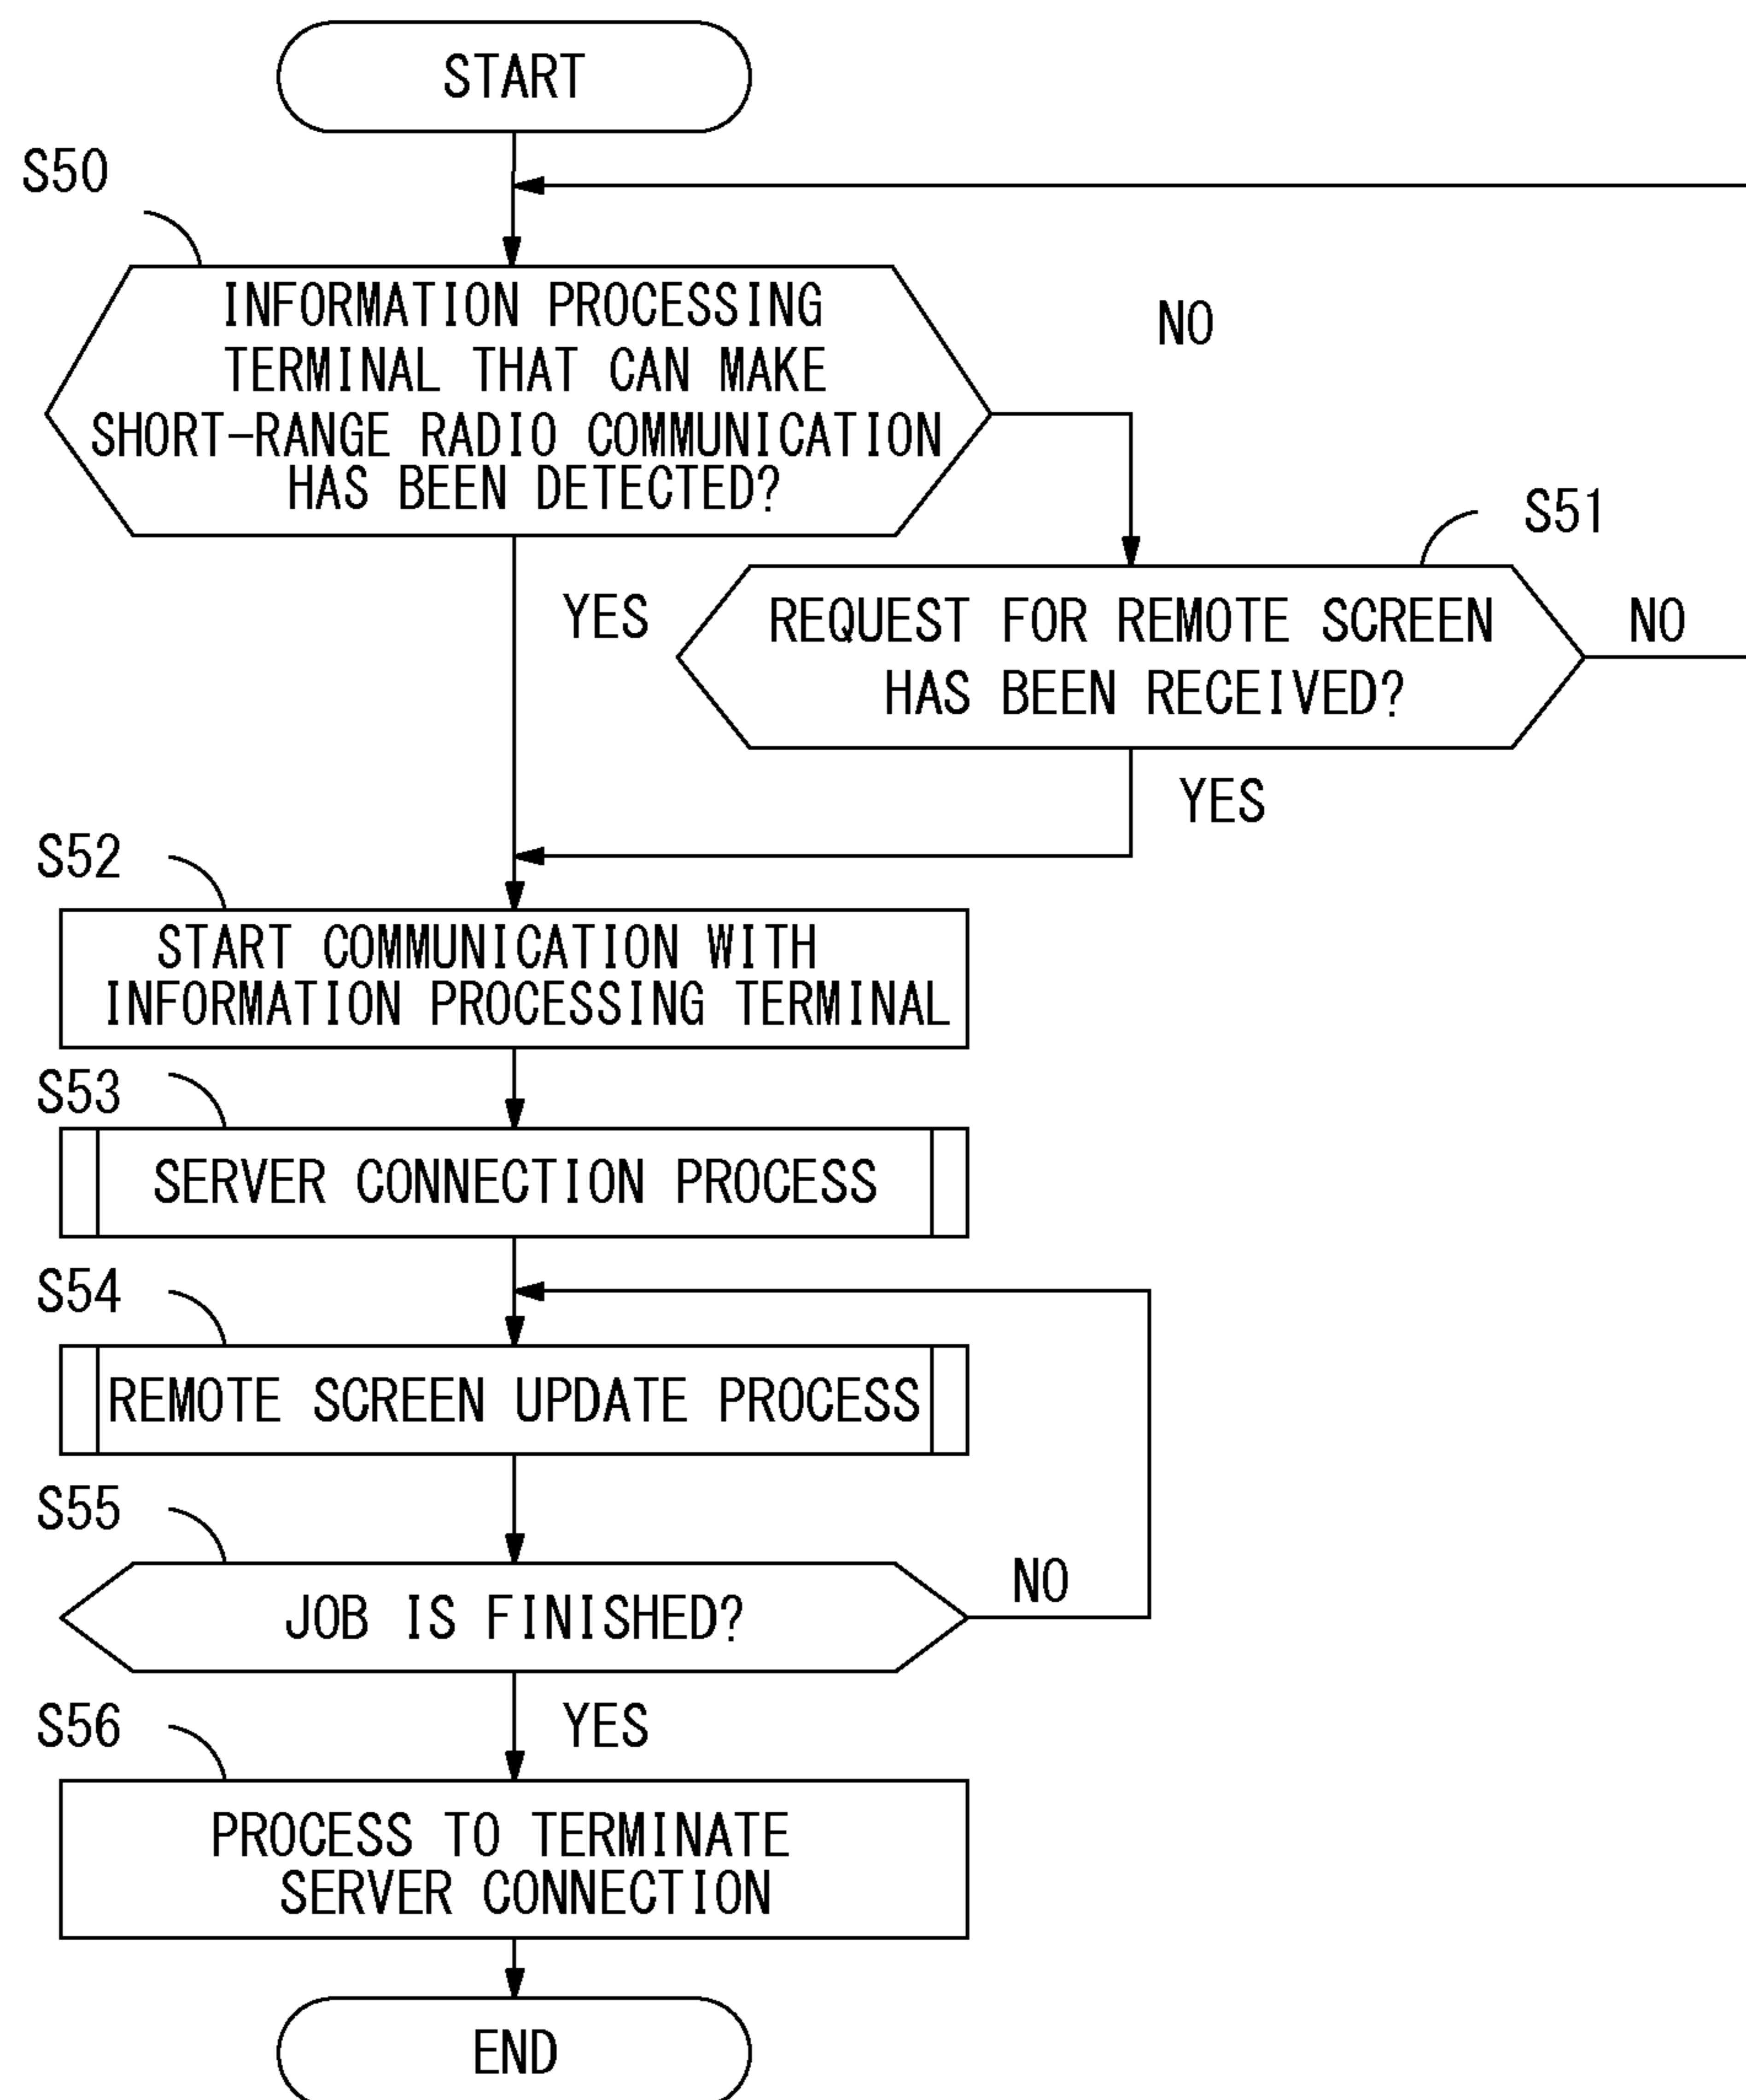 START
S50
INFORMATION PROCESSING
TERMINAL THAT CAN MAKE
SHORT-RANGE RADIO COMMUNICATION
HAS BEEN DETECTED?
NO
S51
YES
REQUEST FOR REMOTE SCREEN
HAS BEEN RECEIVED?
NO
YES
S52
START COMMUNICATION WITH
INFORMATION PROCESSING TERMINAL
S53
SERVER CONNECTION PROCESS
S54
REMOTE SCREEN UPDATE PROCESS
S55
JOB IS FINISHED?
NO
YES
S56
PROCESS TO TERMINATE
SERVER CONNECTION
END